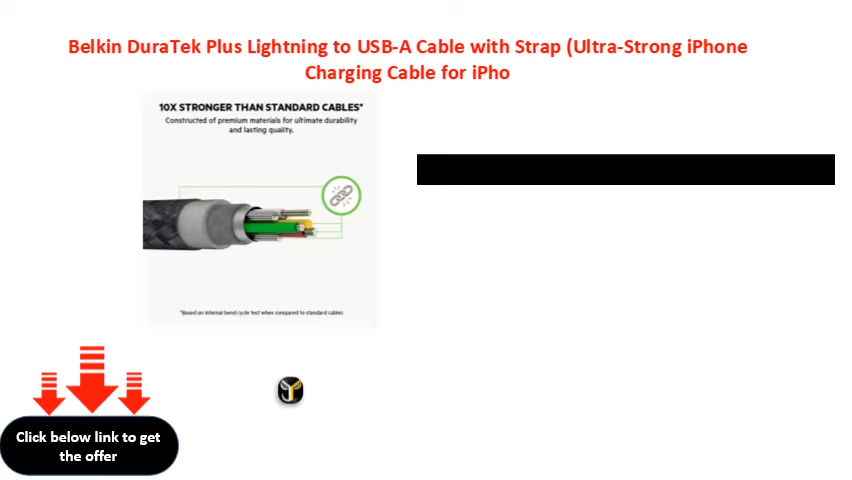 Belkin DuraTek Plus Lightning to USB-A Cable with Strap (Ultra-Strong iPhone
Charging Cable for iPho
10X STRONGER THAN STANDARD CABLES*
Constructed of premium materials for ultimate durability
and lasting quality.
*Based on internal bend cycle test when compared to standard cables
Click below link to get
the offer